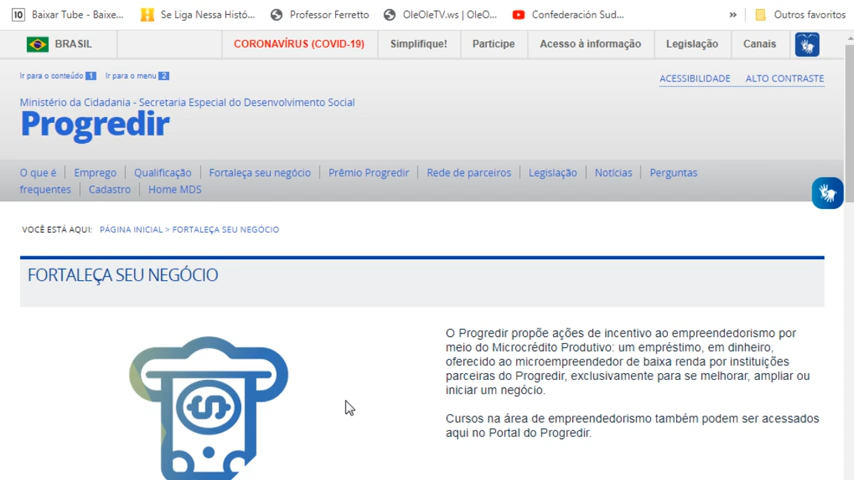 Baixar Tube - Baixe... Se Liga Nessa Histó... Professor Ferretto OleOleTV.ws | OleO... Confederación Sud... » Outros favoritos
BRASIL CORONAVÍRUS (COVID-19) Simplifique! Participe Acesso à informação Legislação Canais
Ir para o conteúdo 1 Ir para o menu 2
ACESSIBILIDADE ALTO CONTRASTE
Ministério da Cidadania - Secretaria Especial do Desenvolvimento Social
Progredir
O que é Emprego Qualificação Fortaleça seu negócio Prêmio Progredir Rede de parceiros Legislação Notícias Perguntas
frequentes Cadastro Home MDS
VOCÊ ESTÁ AQUI: PÁGINA INICIAL > FORTALEÇA SEU NEGÓCIO
FORTALEÇA SEU NEGÓCIO
O Progredir propõe ações de incentivo ao empreendedorismo por
meio do Microcrédito Produtivo: um empréstimo, em dinheiro,
oferecido ao microempreendedor de baixa renda por instituições
parceiras do Progredir, exclusivamente para se melhorar, ampliar ou
iniciar um negócio.
Cursos na área de empreendedorismo também podem ser acessados
aqui no Portal do Progredir.